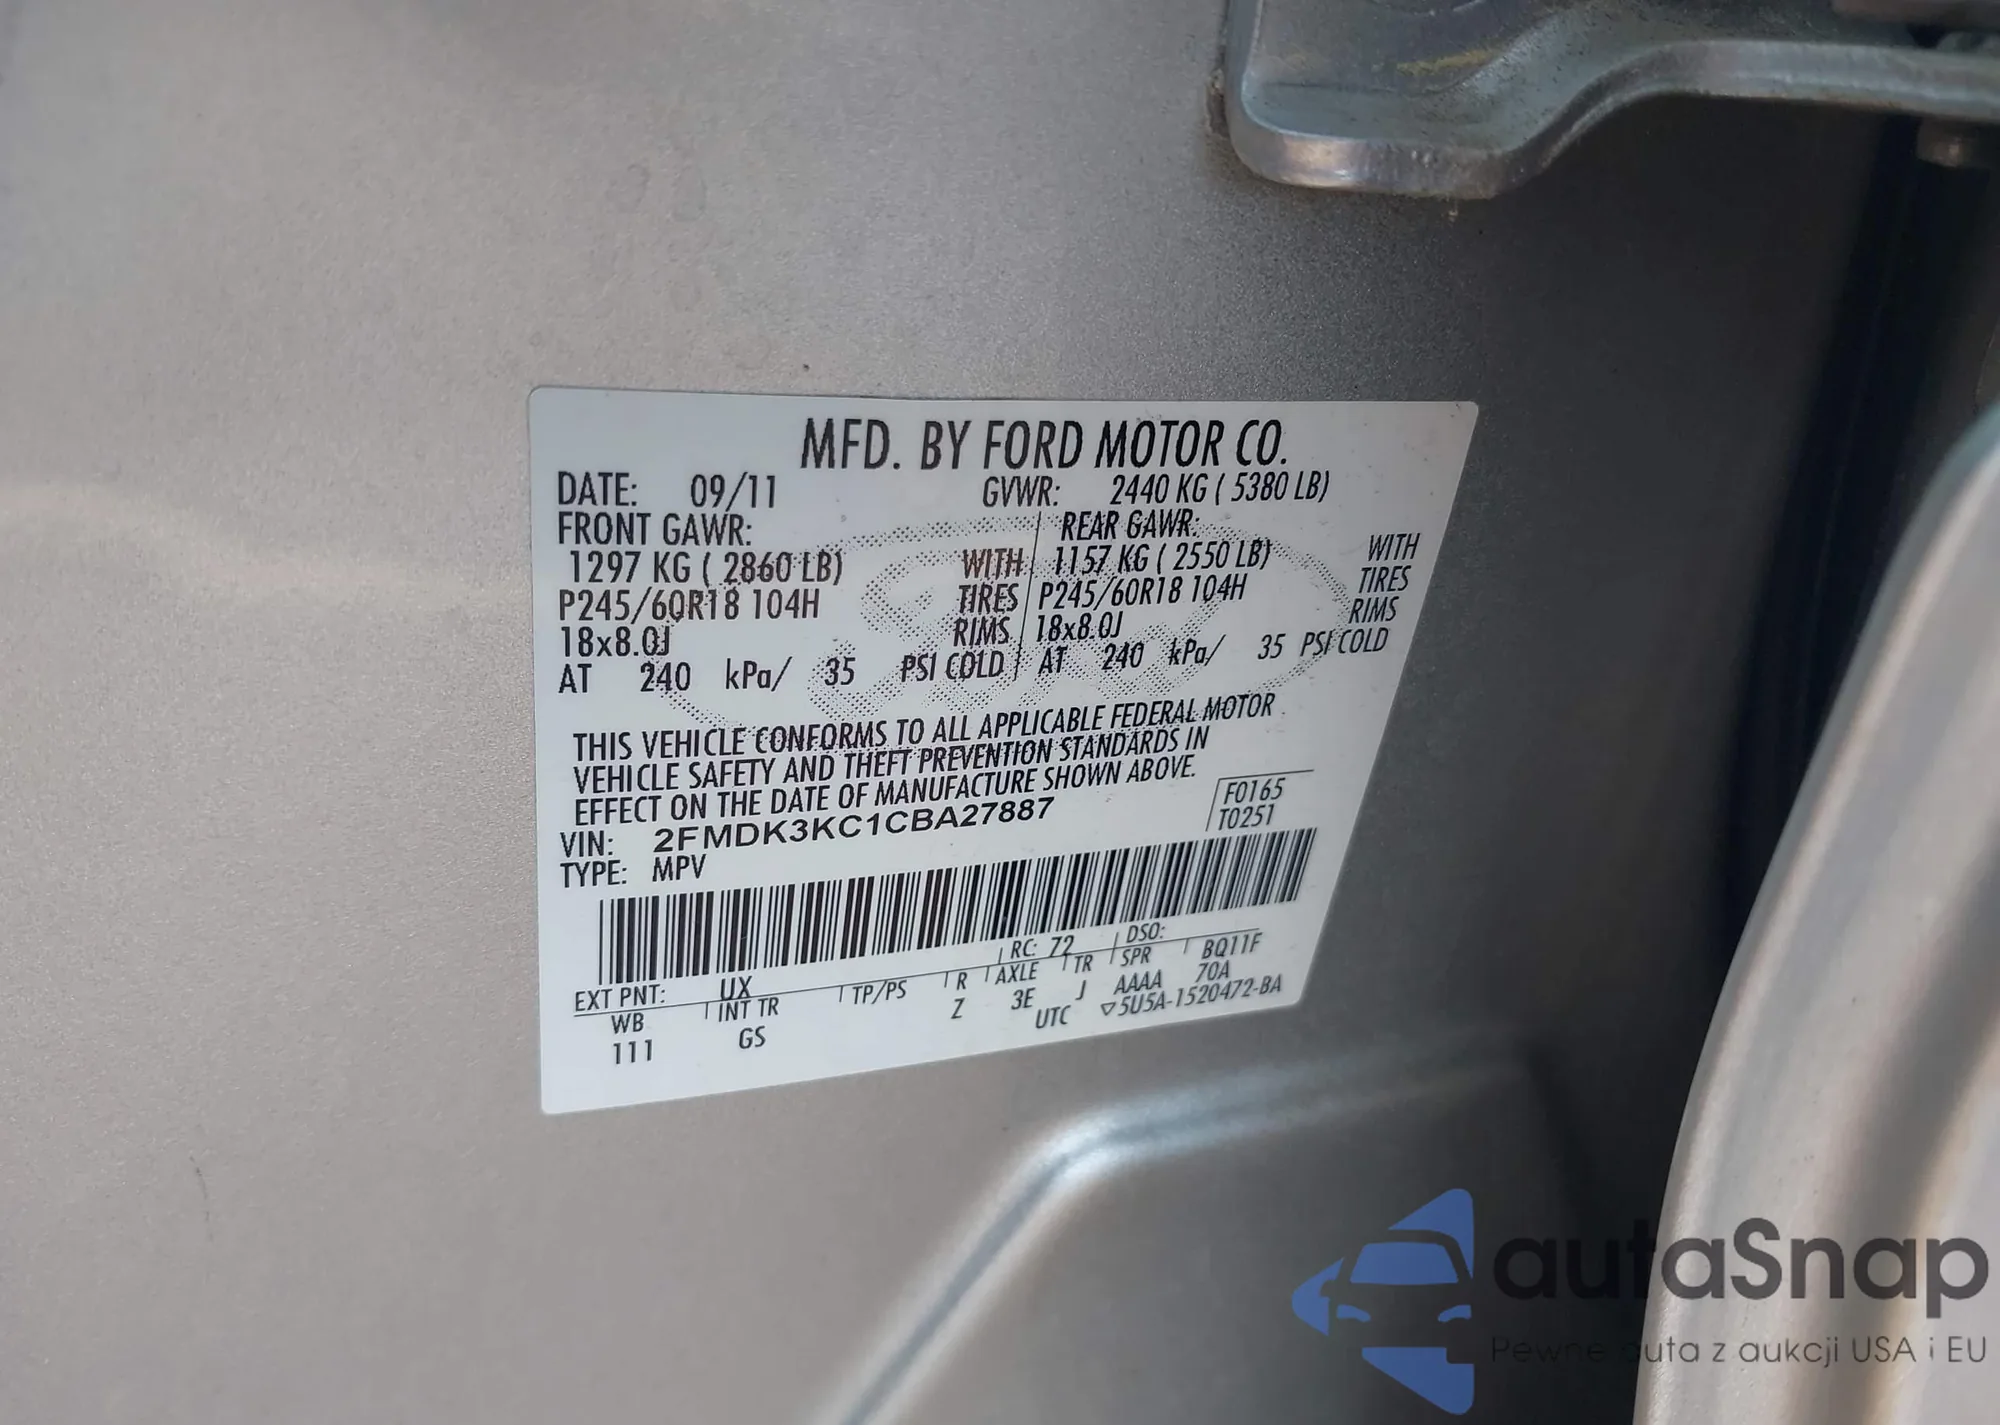 MFD. BY FORD MOTOR CO.
DATE: 09/11 GVWR: 2440 KG ( 5380 LB)
FRONT GAWR: REAR GAWR:
1297 KG ( 2860 LB) WITH 1157 KG ( 2550 LB) WITH
P245/60R18 104H TIRES P245/60R18 104H TIRES
18x8.0J RIMS 18x8.0J RIMS
AT 240 kPa/ 35 PSI COLD AT 240 kPa/ 35 PSI COLD
THIS VEHICLE CONFORMS TO ALL APPLICABLE FEDERAL MOTOR
VEHICLE SAFETY AND THEFT PREVENTION STANDARDS IN
EFFECT ON THE DATE OF MANUFACTURE SHOWN ABOVE.
VIN: 2FMDK3KC1CBA27887 F0165
TYPE: MPV T0251
EXT PNT: UX RC: 72 DSO:
WB INT TR TP/PS R AXLE TR SPR BQ11F
111 GS Z 3E J AAAA 70A
UTC ▽5U5A-1520472-BA
autaSnap
Pewne auta z aukcji USA i EU